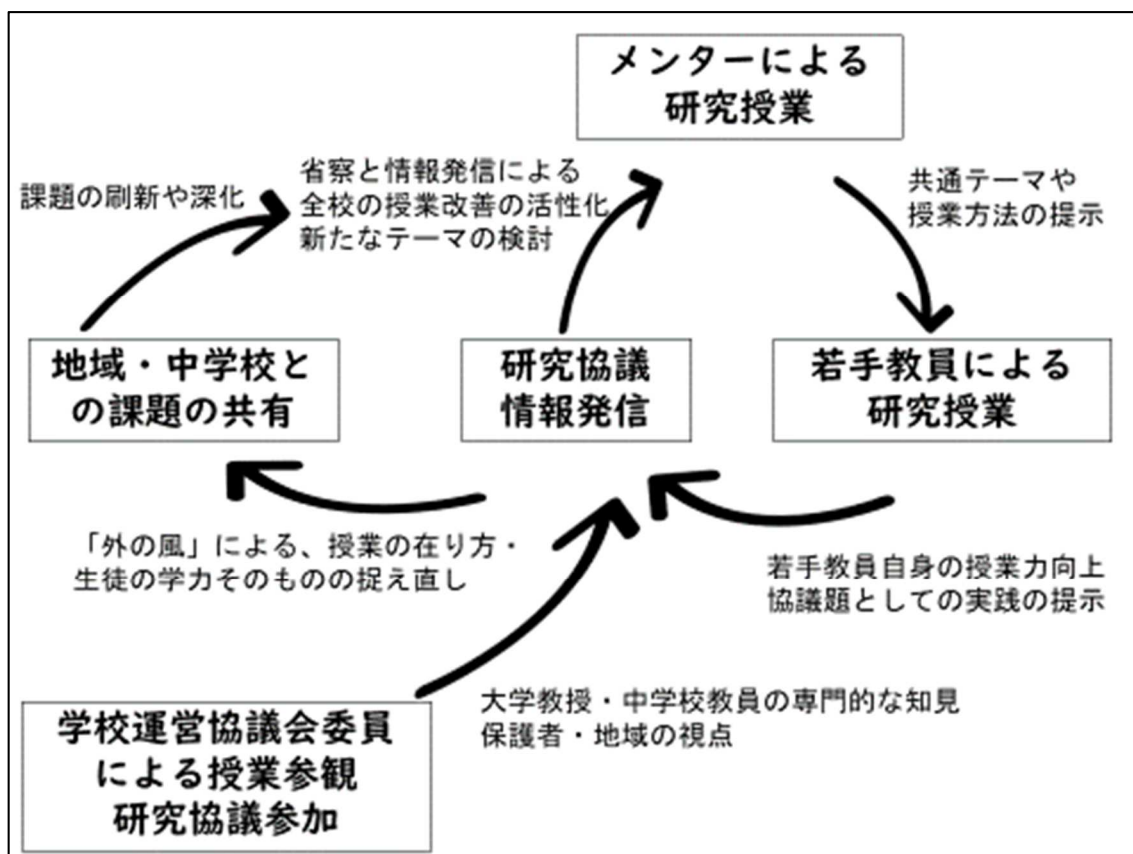 メンターによる
研究授業
課題の刷新や深化
省察と情報発信による
全校の授業改善の活性化
新たなテーマの検討
共通テーマや
授業方法の提示
地域・中学校と
の課題の共有
研究協議
情報発信
若手教員による
研究授業
「外の風」による、授業の在り方・
生徒の学力そのものの捉え直し
若手教員自身の授業力向上
協議題としての実践の提示
学校運営協議会委員
による授業参観
研究協議参加
大学教授・中学校教員の専門的な知見
保護者・地域の視点